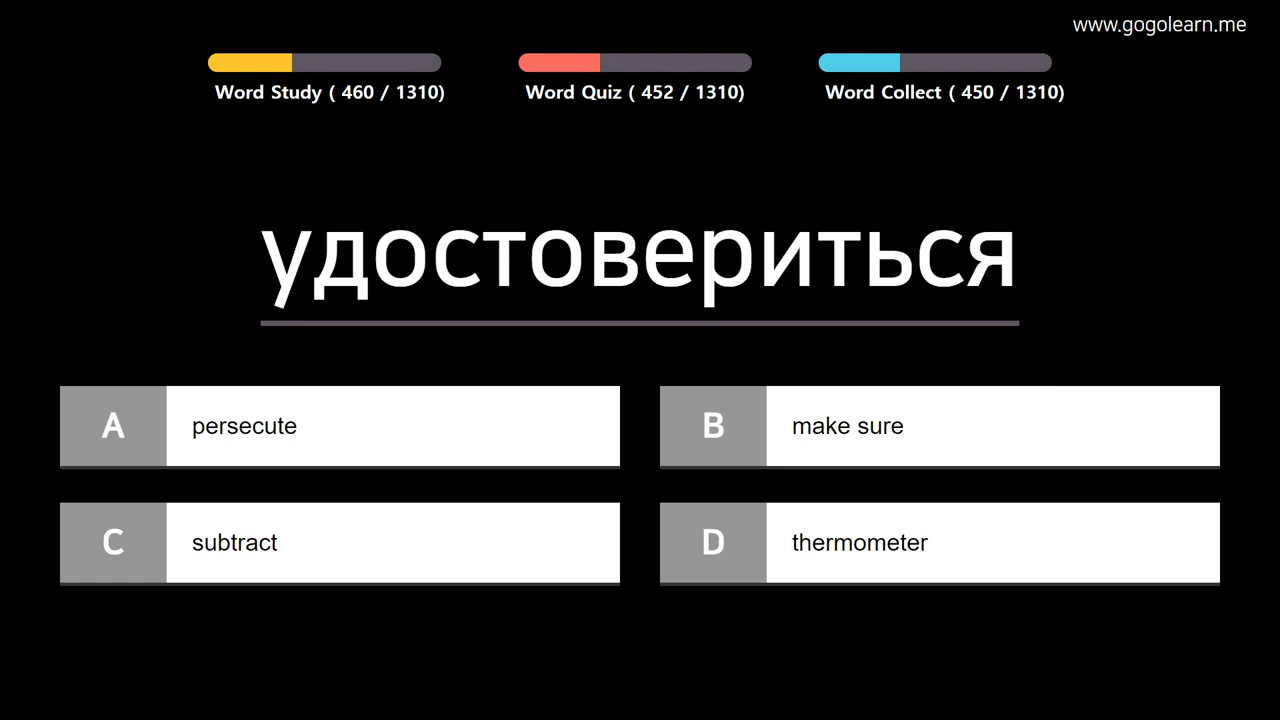 www.gogolearn.me
Word Study ( 460 / 1310)
Word Quiz ( 452 / 1310)
Word Collect ( 450 / 1310)
удостовериться
A persecute
B make sure
C subtract
D thermometer